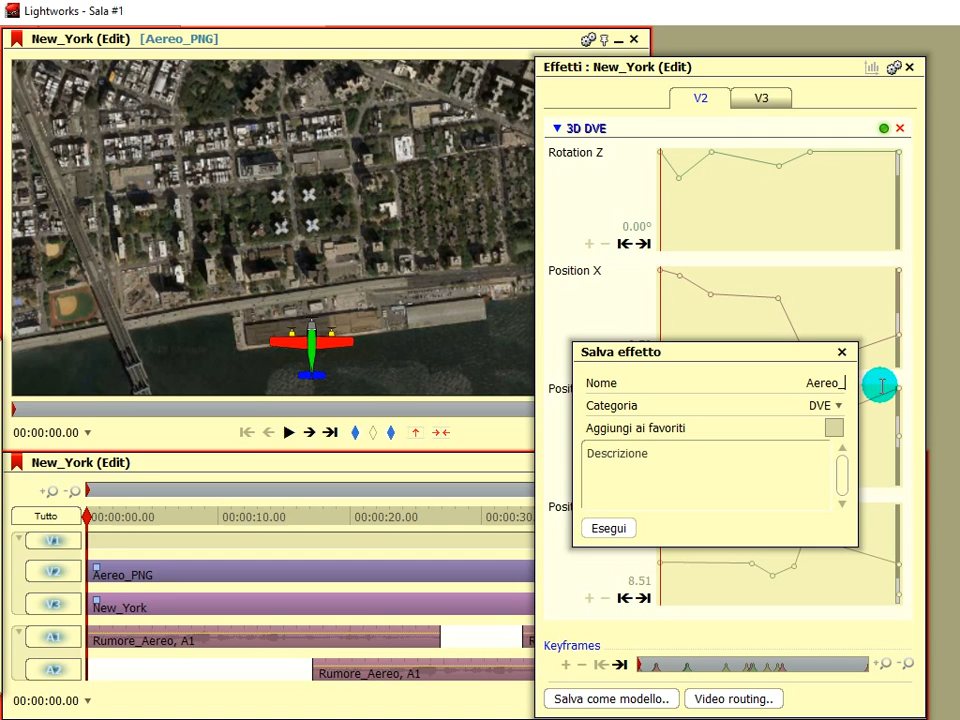 Lightworks - Sala #1
New_York (Edit) [Aereo_PNG]
Effetti : New_York (Edit)
V2 V3
3D DVE
Rotation Z
0.00°
Position X
Salva effetto
Nome Aereo_
Categoria DVE
Aggiungi ai favoriti
Descrizione
Esegui
8.51
00:00:00.00
New_York (Edit)
Tutto 00:00:00.00 00:00:10.00 00:00:20.00 00:00:30
V1
V2 Aereo_PNG
V3 New_York
A1 Rumore_Aereo, A1
A2 Rumore_Aereo, A1
00:00:00.00
Keyframes
Salva come modello.. Video routing..